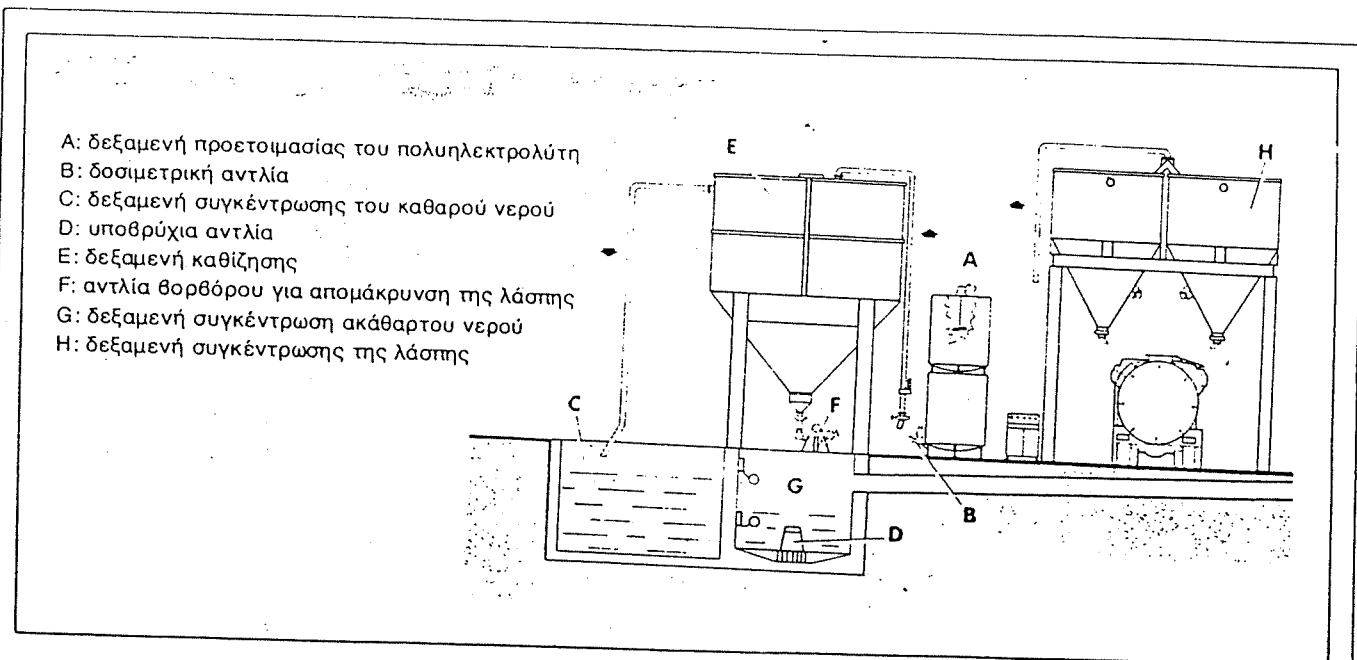 A: δεξαμενή προετοιμασίας του πολυηλεκτρολύτη
B: δοσιμετρική αντλία
C: δεξαμενή συγκέντρωσης του καθαρού νερού
D: υποβρύχια αντλία
E: δεξαμενή καθίζησης
F: αντλία βορβόρου για απομάκρυνση της λάσπης
G: δεξαμενή συγκέντρωση ακάθαρτου νερού
H: δεξαμενή συγκέντρωσης της λάσπης
E
H
A
C
F
G
B
D